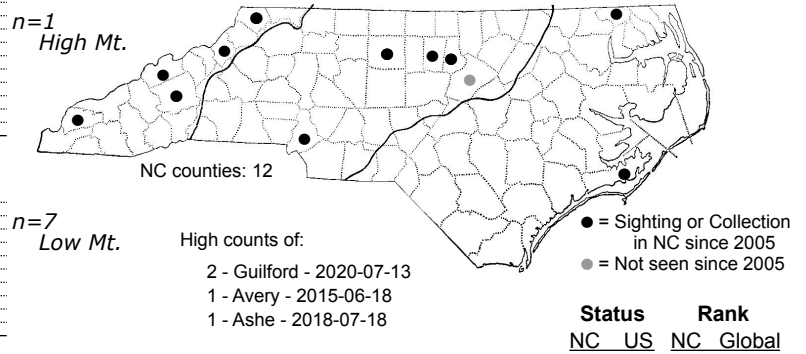 n=1
High Mt.
NC counties: 12
n=7
Low Mt.
High counts of:
2 - Guilford - 2020-07-13
1 - Avery - 2015-06-18
1 - Ashe - 2018-07-18
= Sighting or Collection
in NC since 2005
= Not seen since 2005
Status Rank
NC US NC Global